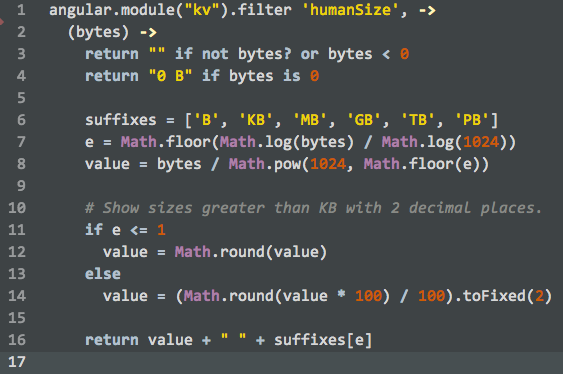 1 angular.module("kv").filter 'humanSize', ->
2   (bytes) ->
3     return "" if not bytes? or bytes < 0
4     return "0 B" if bytes is 0
5
6     suffixes = ['B', 'KB', 'MB', 'GB', 'TB', 'PB']
7     e = Math.floor(Math.log(bytes) / Math.log(1024))
8     value = bytes / Math.pow(1024, Math.floor(e))
9
10     # Show sizes greater than KB with 2 decimal places.
11     if e <= 1
12       value = Math.round(value)
13     else
14       value = (Math.round(value * 100) / 100).toFixed(2)
15
16     return value + " " + suffixes[e]
17